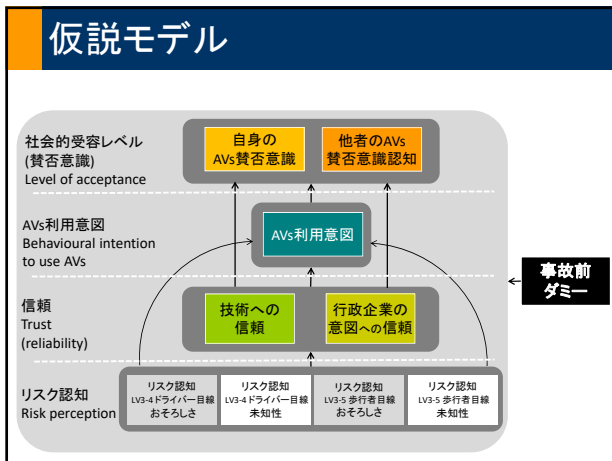 仮説モデル
社会的受容レベル
(賛否意識)
Level of acceptance
自身の
AVs賛否意識
他者のAVs
賛否意識認知
AVs利用意図
Behavioural intention
to use AVs
AVs利用意図
事故前
ダミー
信頼
Trust
(reliability)
技術への
信頼
行政企業の
意図への信頼
リスク認知
Risk perception
リスク認知
LV3-4ドライバー目線
おそろしさ
リスク認知
LV3-4ドライバー目線
未知性
リスク認知
LV3-5 歩行者目線
おそろしさ
リスク認知
LV3-5 歩行者目線
未知性